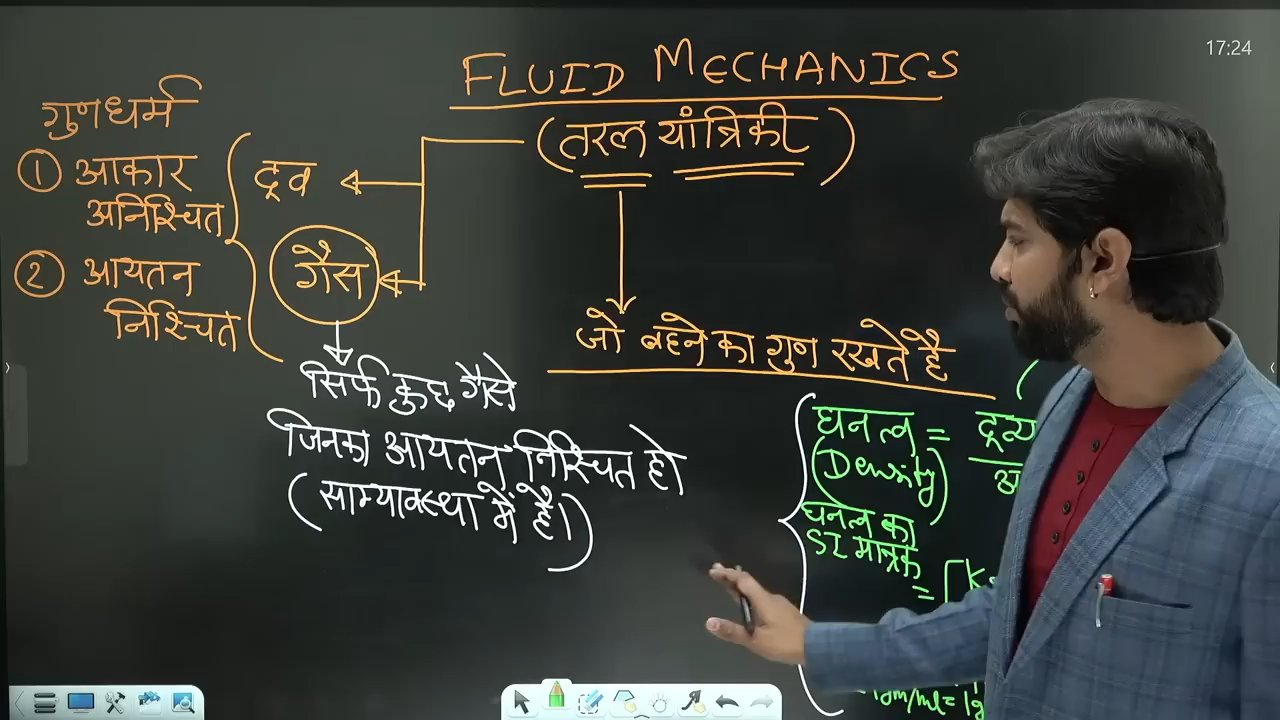 17:24
FLUID MECHANICS
(तरल यांत्रिकी)
गुणधर्म
① आकार
अनिश्चित
② आयतन
निश्चित
द्रव
गैस
जो बहने का गुण रखते है
सिर्फ कुछ गैसे
जिनका आयतन निश्चित हो
(साम्यावस्था में है।)
घनत्व =
(Density)
घनत्व का
SI मात्रक
=